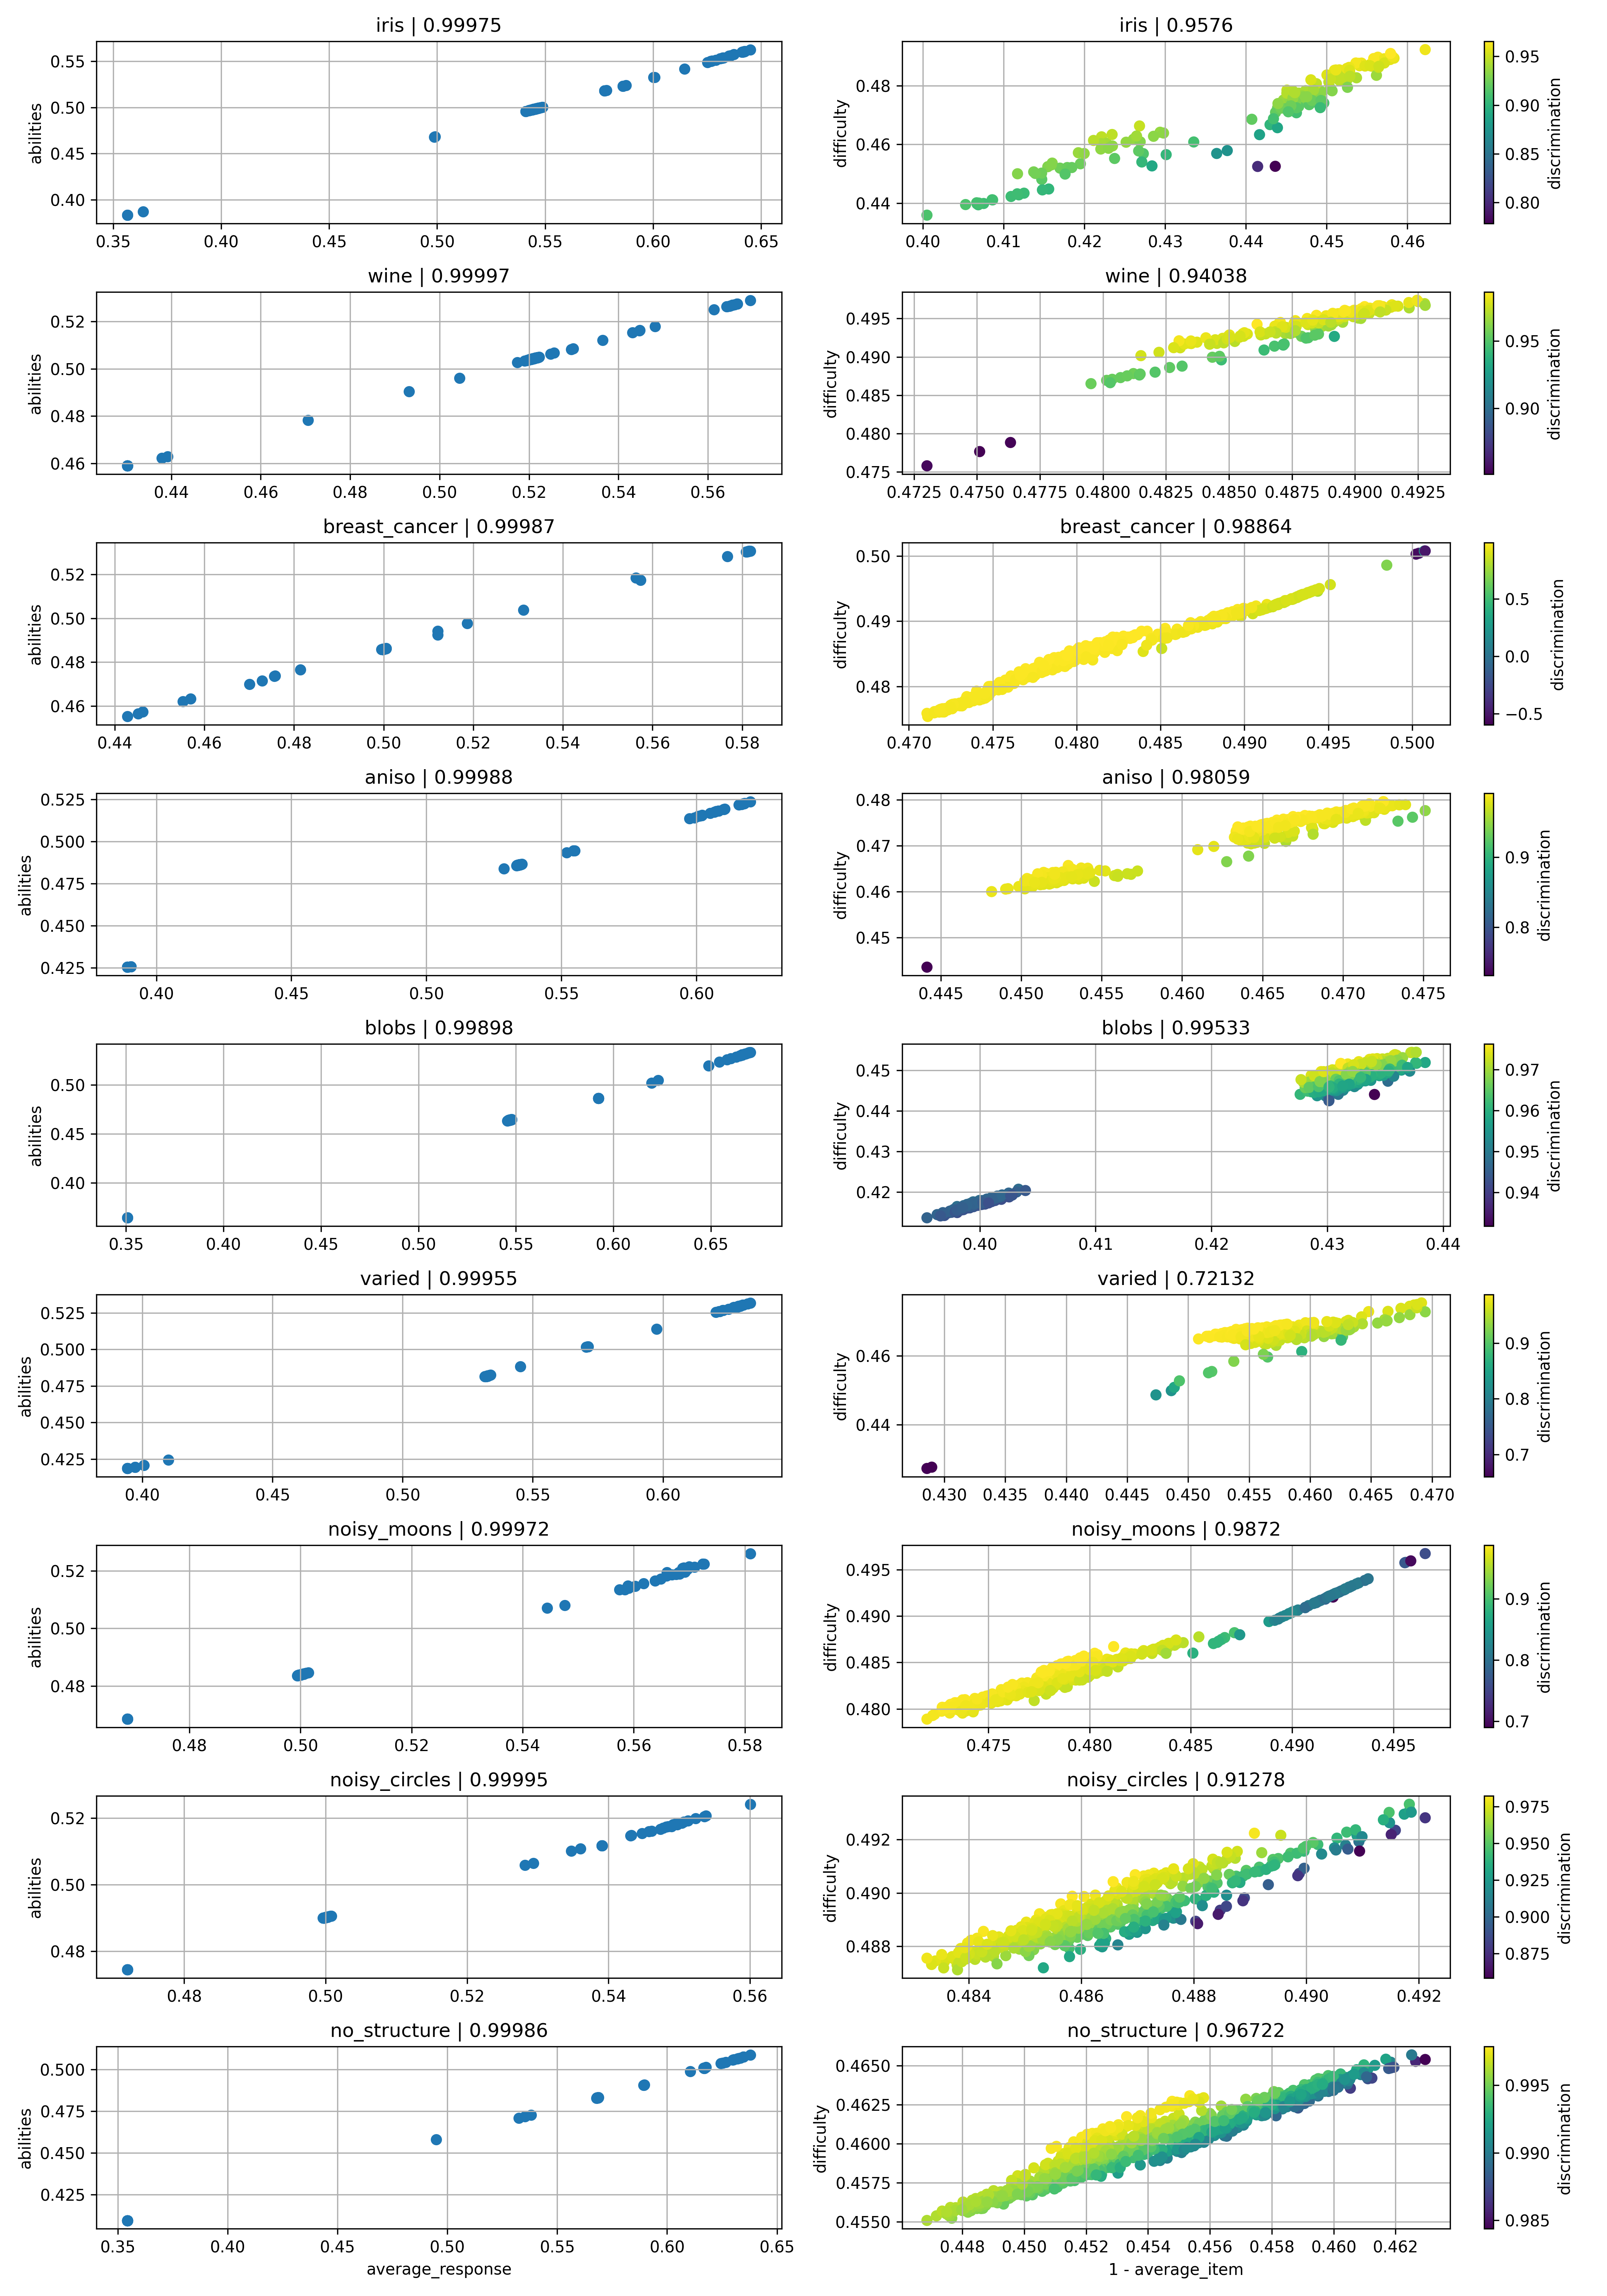 iris | 0.99975
abilities
0.55
0.50
0.45
0.40
0.35 0.40 0.45 0.50 0.55 0.60 0.65
iris | 0.9576
difficulty
0.48
0.46
0.44
0.40 0.41 0.42 0.43 0.44 0.45 0.46
0.95
0.90
0.85
0.80
discrimination
wine | 0.99997
abilities
0.52
0.50
0.48
0.46
0.44 0.46 0.48 0.50 0.52 0.54 0.56
wine | 0.94038
difficulty
0.495
0.490
0.485
0.480
0.475
0.4725 0.4750 0.4775 0.4800 0.4825 0.4850 0.4875 0.4900 0.4925
0.95
0.90
discrimination
breast_cancer | 0.99987
abilities
0.52
0.50
0.48
0.46
0.44 0.46 0.48 0.50 0.52 0.54 0.56 0.58
breast_cancer | 0.98864
difficulty
0.50
0.49
0.48
0.470 0.475 0.480 0.485 0.490 0.495 0.500
0.5
0.0
−0.5
discrimination
aniso | 0.99988
abilities
0.525
0.500
0.475
0.450
0.425
0.40 0.45 0.50 0.55 0.60
aniso | 0.98059
difficulty
0.48
0.47
0.46
0.45
0.445 0.450 0.455 0.460 0.465 0.470 0.475
0.9
0.8
discrimination
blobs | 0.99898
abilities
0.50
0.45
0.40
0.35 0.40 0.45 0.50 0.55 0.60 0.65
blobs | 0.99533
difficulty
0.45
0.44
0.43
0.42
0.40 0.41 0.42 0.43 0.44
0.97
0.96
0.95
0.94
discrimination
varied | 0.99955
abilities
0.525
0.500
0.475
0.450
0.425
0.40 0.45 0.50 0.55 0.60
varied | 0.72132
difficulty
0.46
0.44
0.430 0.435 0.440 0.445 0.450 0.455 0.460 0.465 0.470
0.9
0.8
0.7
discrimination
noisy_moons | 0.99972
abilities
0.52
0.50
0.48
0.48 0.50 0.52 0.54 0.56 0.58
noisy_moons | 0.9872
difficulty
0.495
0.490
0.485
0.480
0.475 0.480 0.485 0.490 0.495
0.9
0.8
0.7
discrimination
noisy_circles | 0.99995
abilities
0.52
0.50
0.48
0.48 0.50 0.52 0.54 0.56
noisy_circles | 0.91278
difficulty
0.492
0.490
0.488
0.484 0.486 0.488 0.490 0.492
0.975
0.950
0.925
0.900
0.875
discrimination
no_structure | 0.99986
abilities
0.500
0.475
0.450
0.425
0.35 0.40 0.45 0.50 0.55 0.60 0.65
average_response
no_structure | 0.96722
difficulty
0.4650
0.4625
0.4600
0.4575
0.4550
0.448 0.450 0.452 0.454 0.456 0.458 0.460 0.462
1 - average_item
0.995
0.990
0.985
discrimination